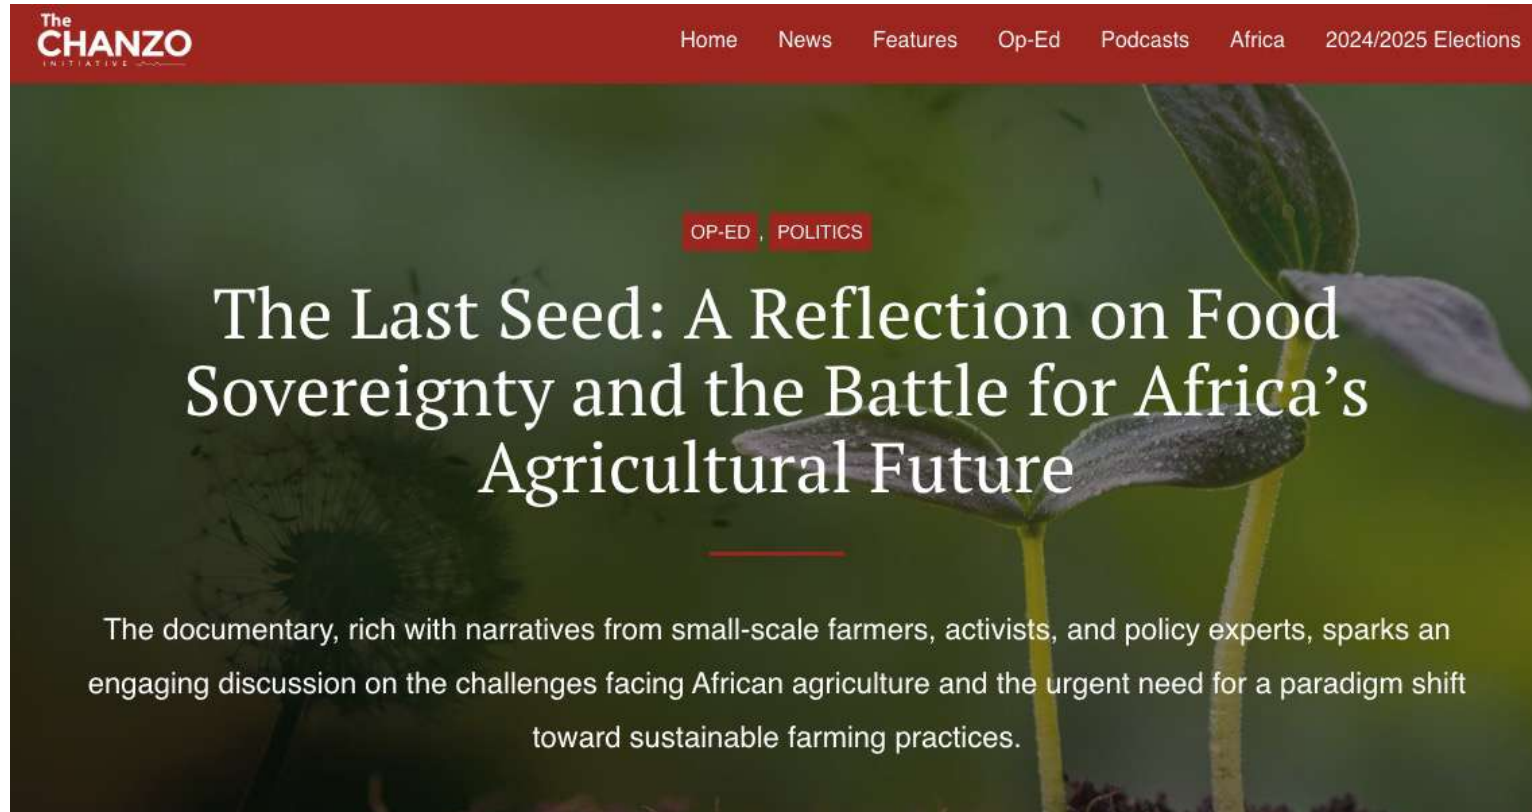 The
CHANZO
INITIATIVE
Home News Features Op-Ed Podcasts Africa 2024/2025 Elections
OP-ED , POLITICS
The Last Seed: A Reflection on Food
Sovereignty and the Battle for Africa’s
Agricultural Future
The documentary, rich with narratives from small-scale farmers, activists, and policy experts, sparks an
engaging discussion on the challenges facing African agriculture and the urgent need for a paradigm shift
toward sustainable farming practices.